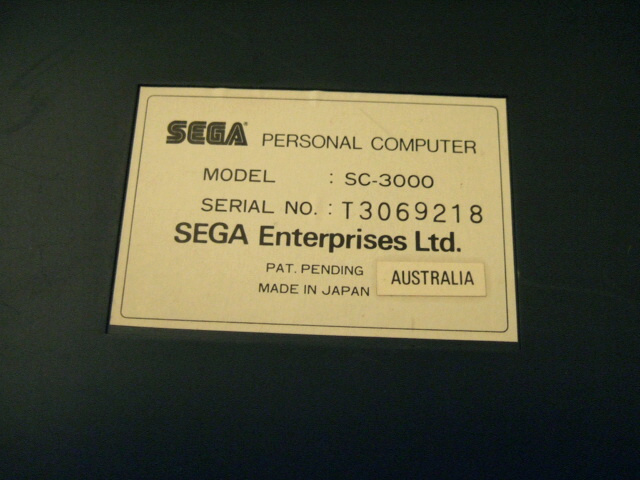 SEGA PERSONAL COMPUTER
MODEL : SC-3000
SERIAL NO. : T3069218
SEGA Enterprises Ltd.
PAT. PENDING
MADE IN JAPAN
AUSTRALIA